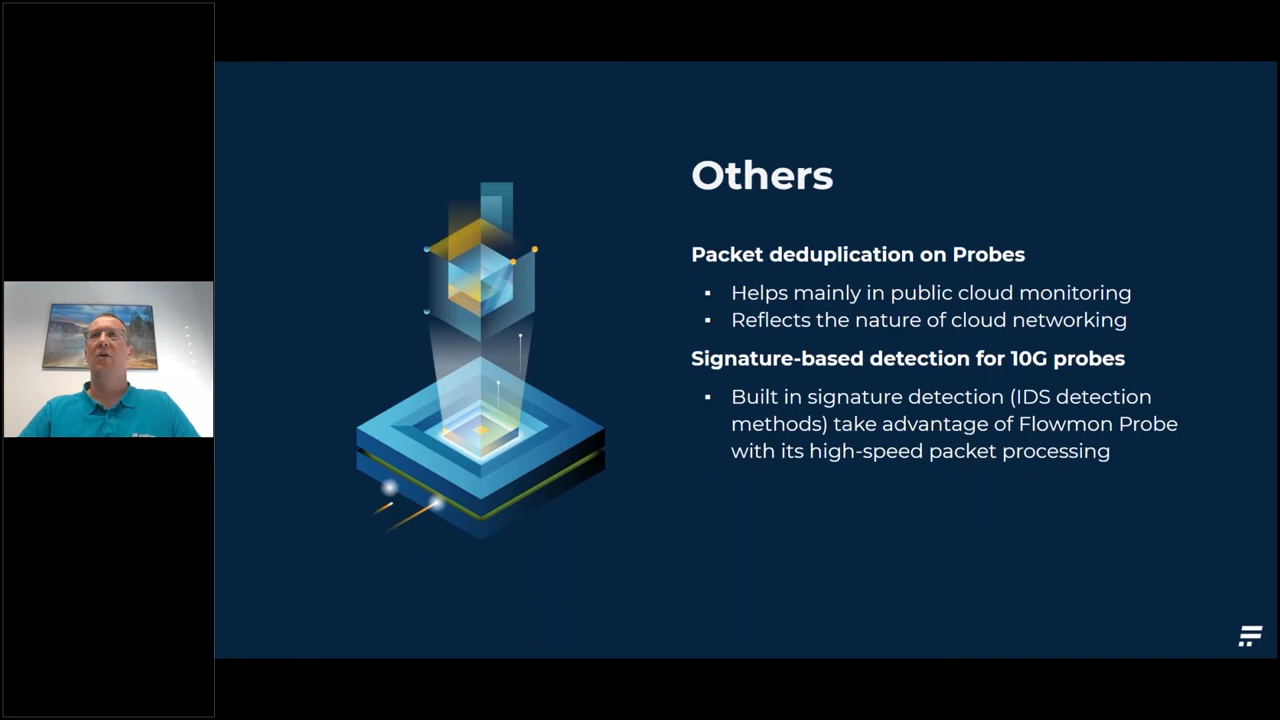 Others
Packet deduplication on Probes
▪ Helps mainly in public cloud monitoring
▪ Reflects the nature of cloud networking
Signature-based detection for 10G probes
▪ Built in signature detection (IDS detection
methods) take advantage of Flowmon Probe
with its high-speed packet processing